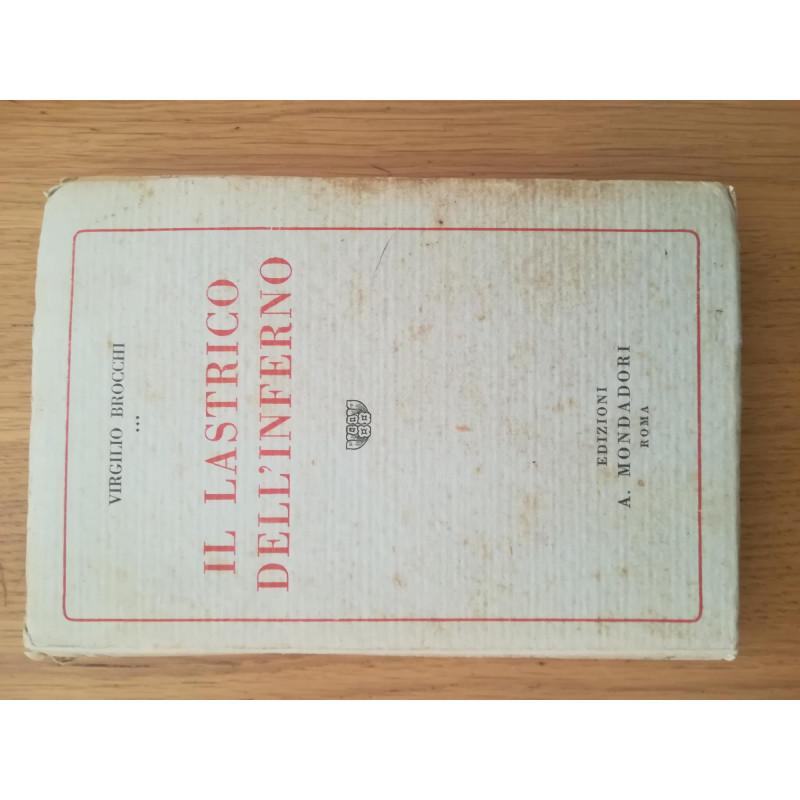 VIRGILIO BROCCHI
•••
IL LASTRICO
DELL'INFERNO
EDIZIONI
A. MONDADORI
ROMA